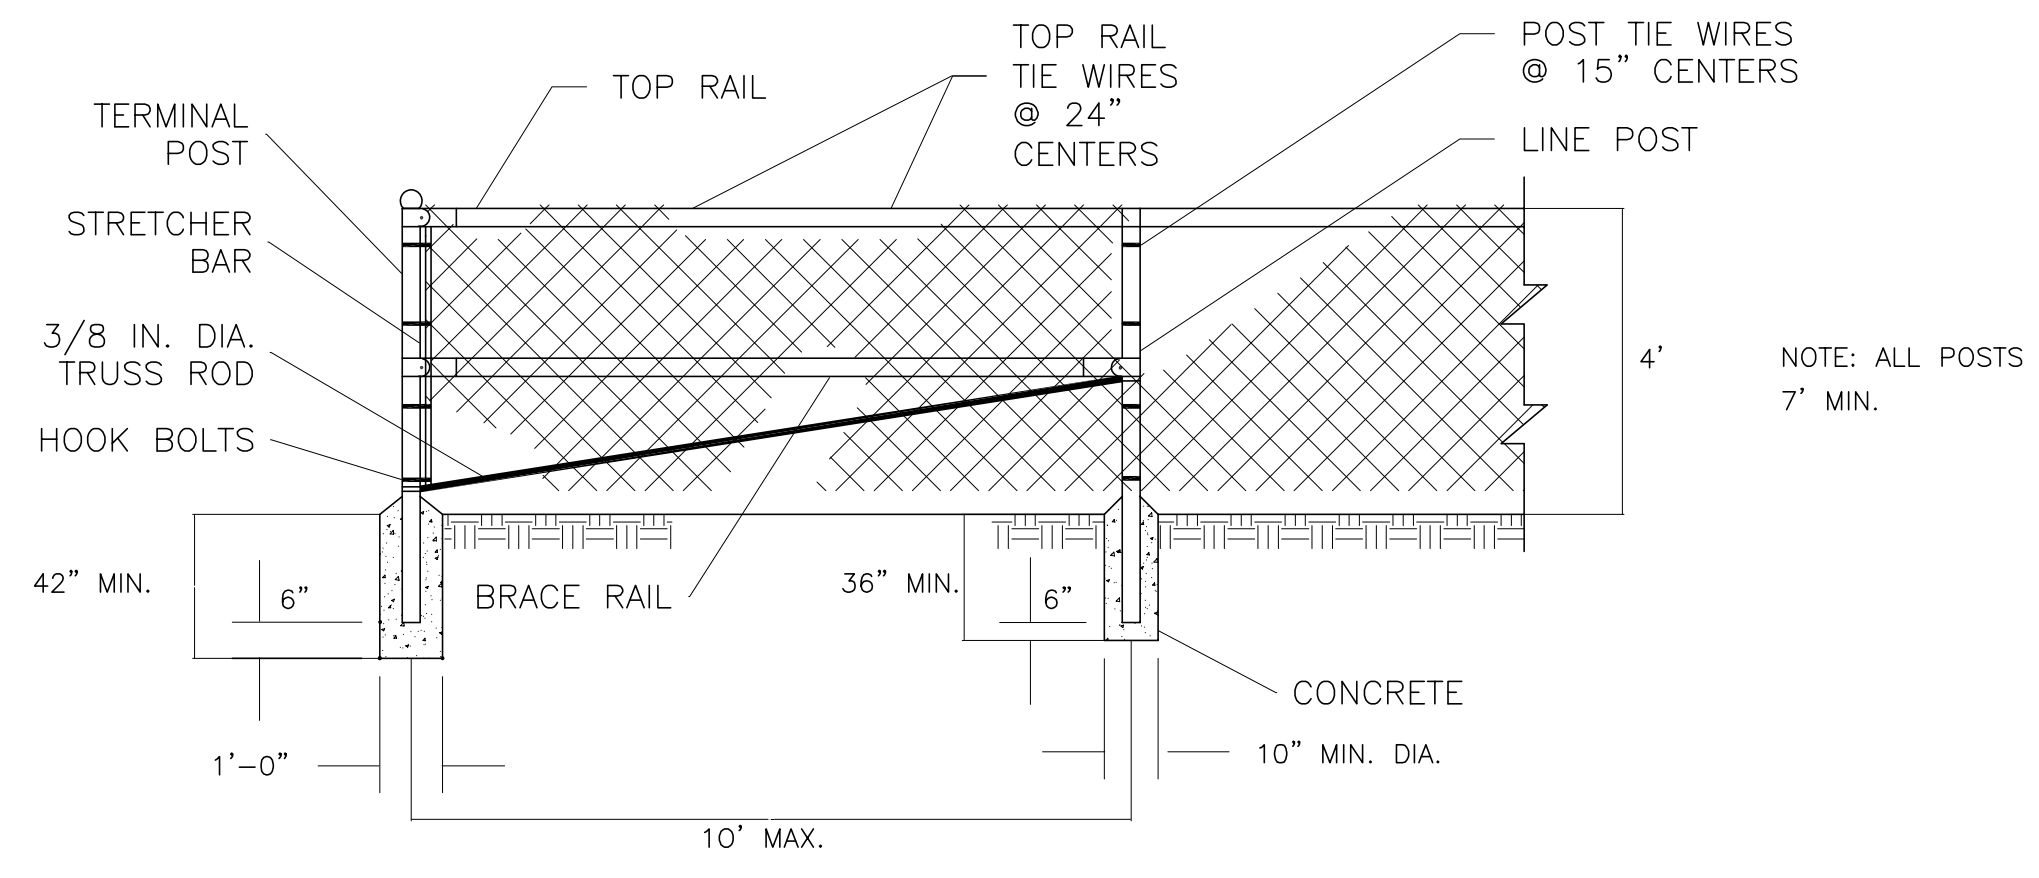 TOP RAIL
TIE WIRES
@ 24”
CENTERS
POST TIE WIRES
@ 15” CENTERS
TOP RAIL
TERMINAL
POST
LINE POST
STRETCHER
BAR
3/8 IN. DIA.
TRUSS ROD
4’
NOTE: ALL POSTS
7’ MIN.
HOOK BOLTS
42” MIN.
6”
BRACE RAIL
36” MIN.
6”
CONCRETE
1’-0”
10” MIN. DIA.
10’ MAX.